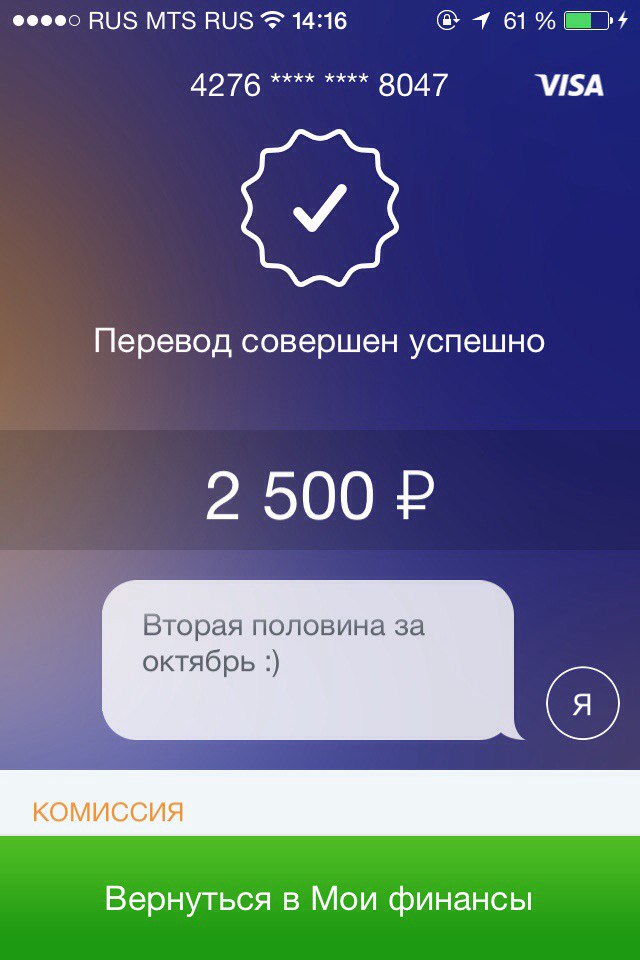 RUS MTS RUS 14:16 61 %
4276 **** **** 8047 VISA
Перевод совершен успешно
2 500 ₽
Вторая половина за
октябрь :)
Я
КОМИССИЯ
Вернуться в Мои финансы